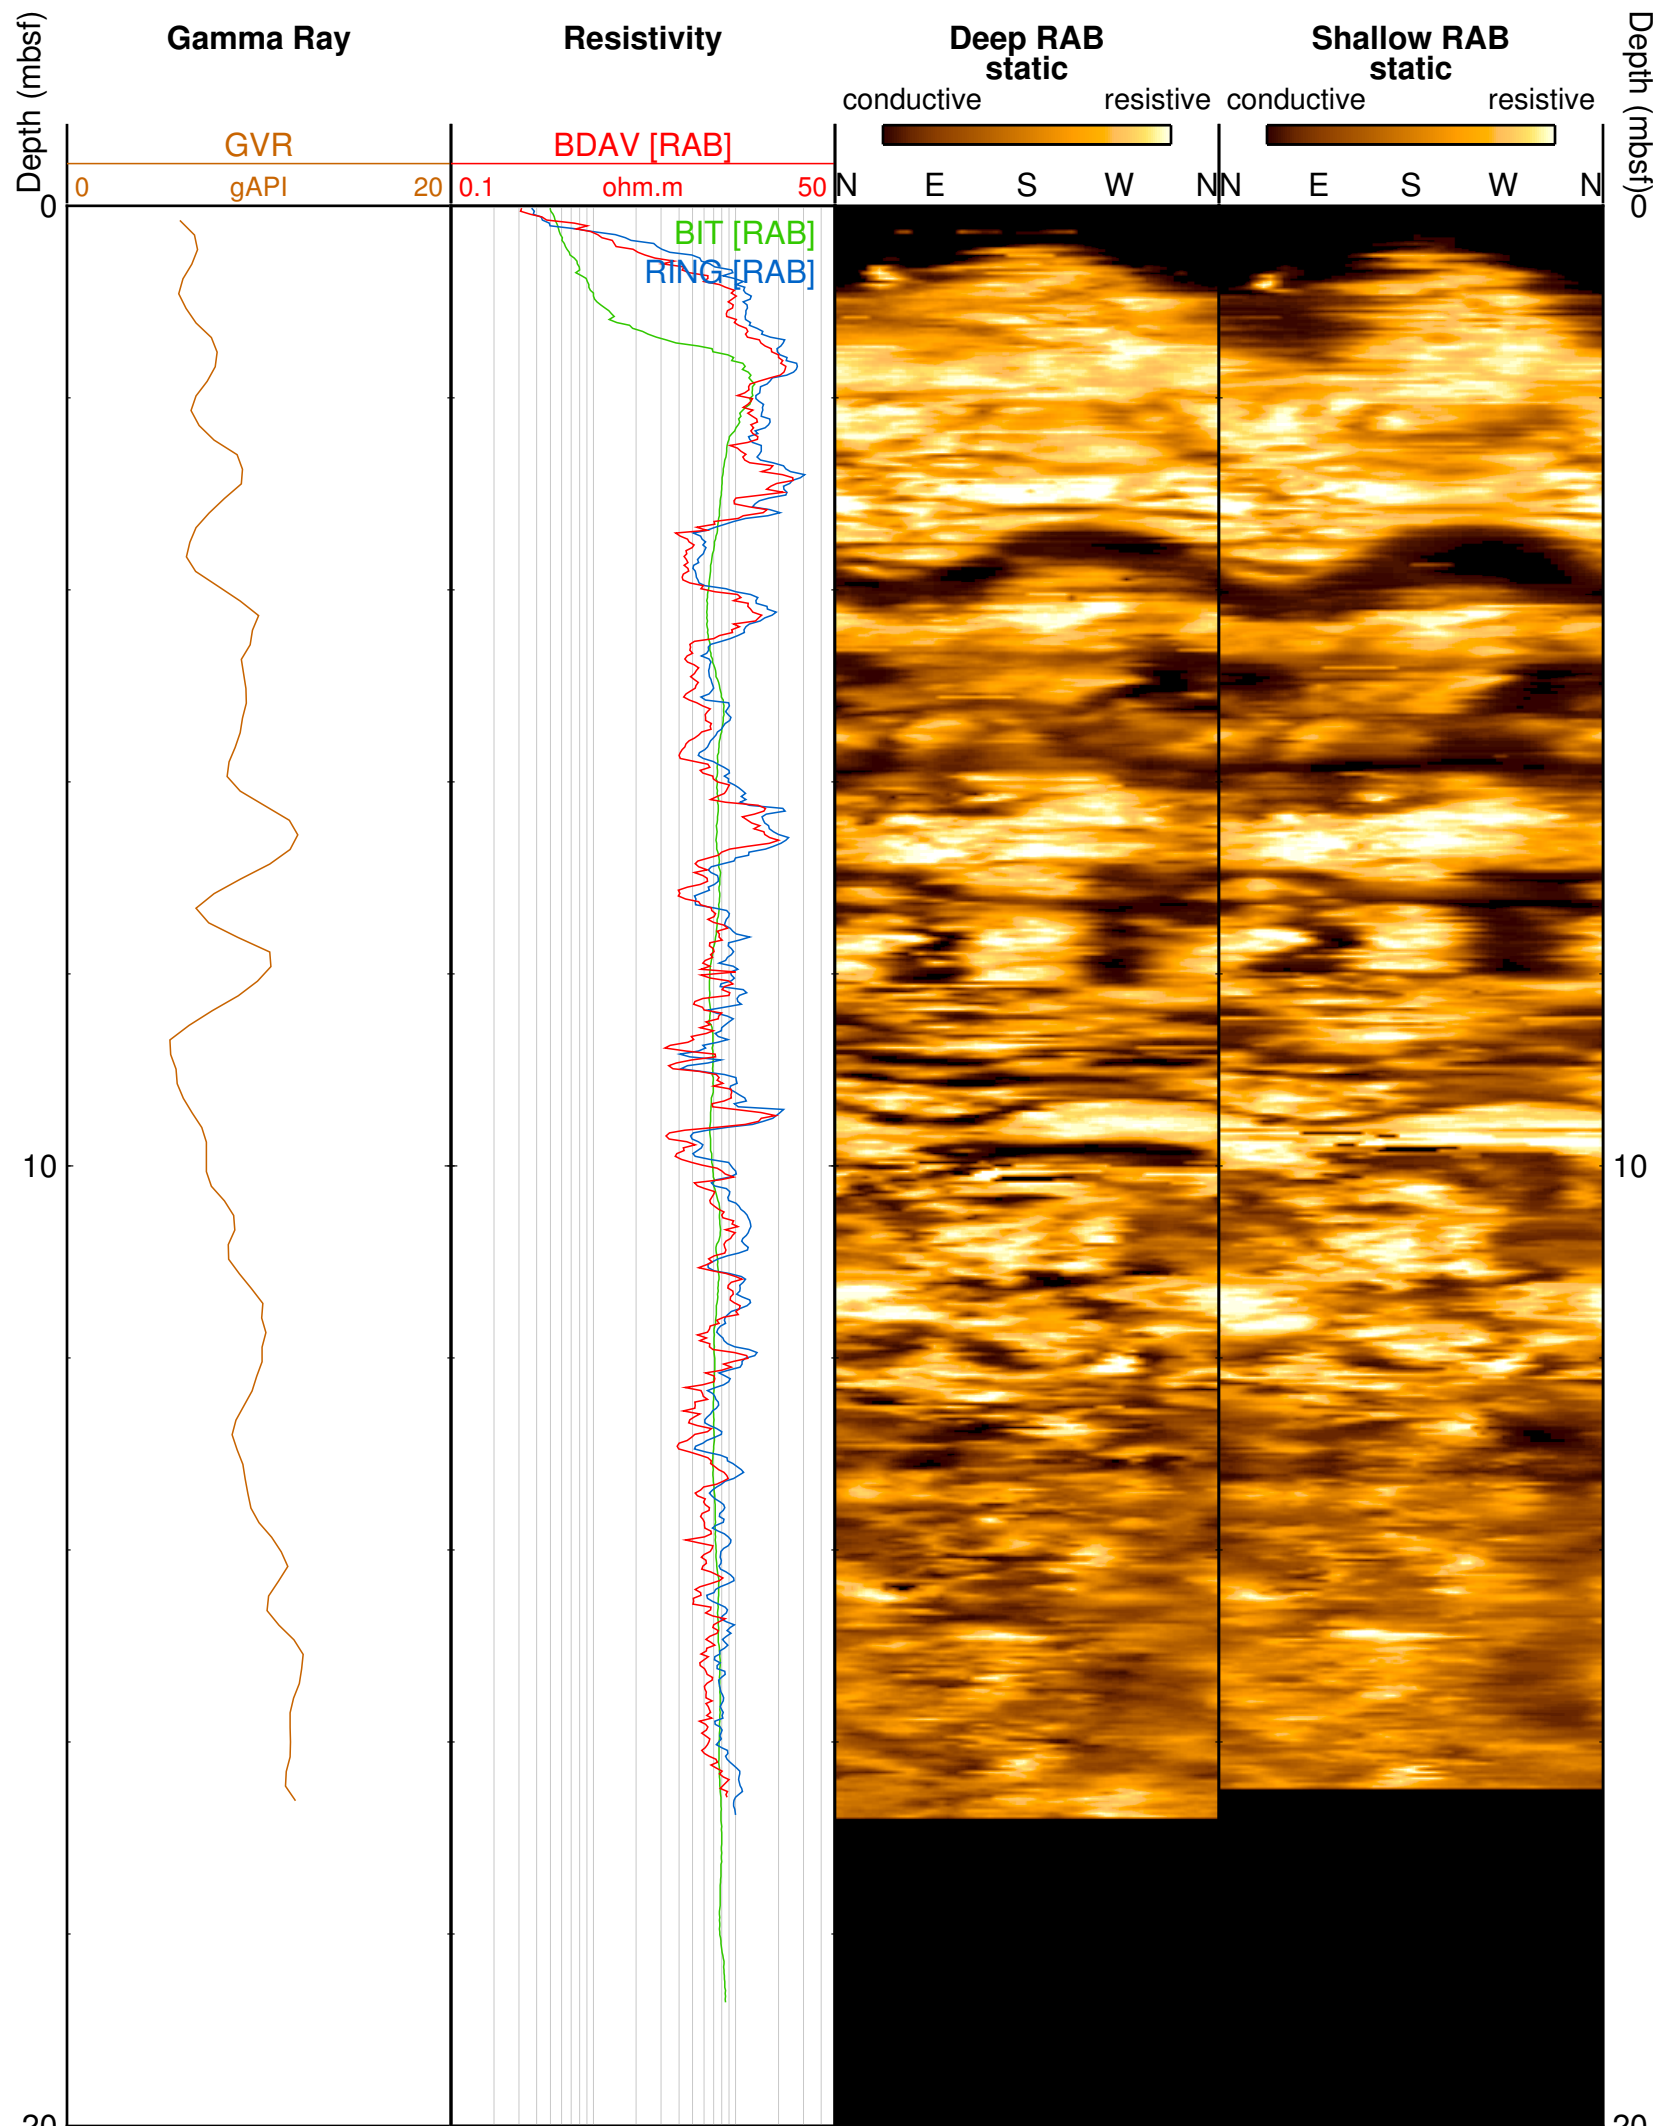 Depth (mbsf)
Gamma Ray
Resistivity
Deep RAB
static
Shallow RAB
static
Depth (mbsf)
conductive resistive
conductive resistive
GVR
BDAV [RAB]
0 gAPI 20
0.1 ohm.m 50
N E S W N
N E S W N
0
0
BIT [RAB]
RING [RAB]
10
10
20
20